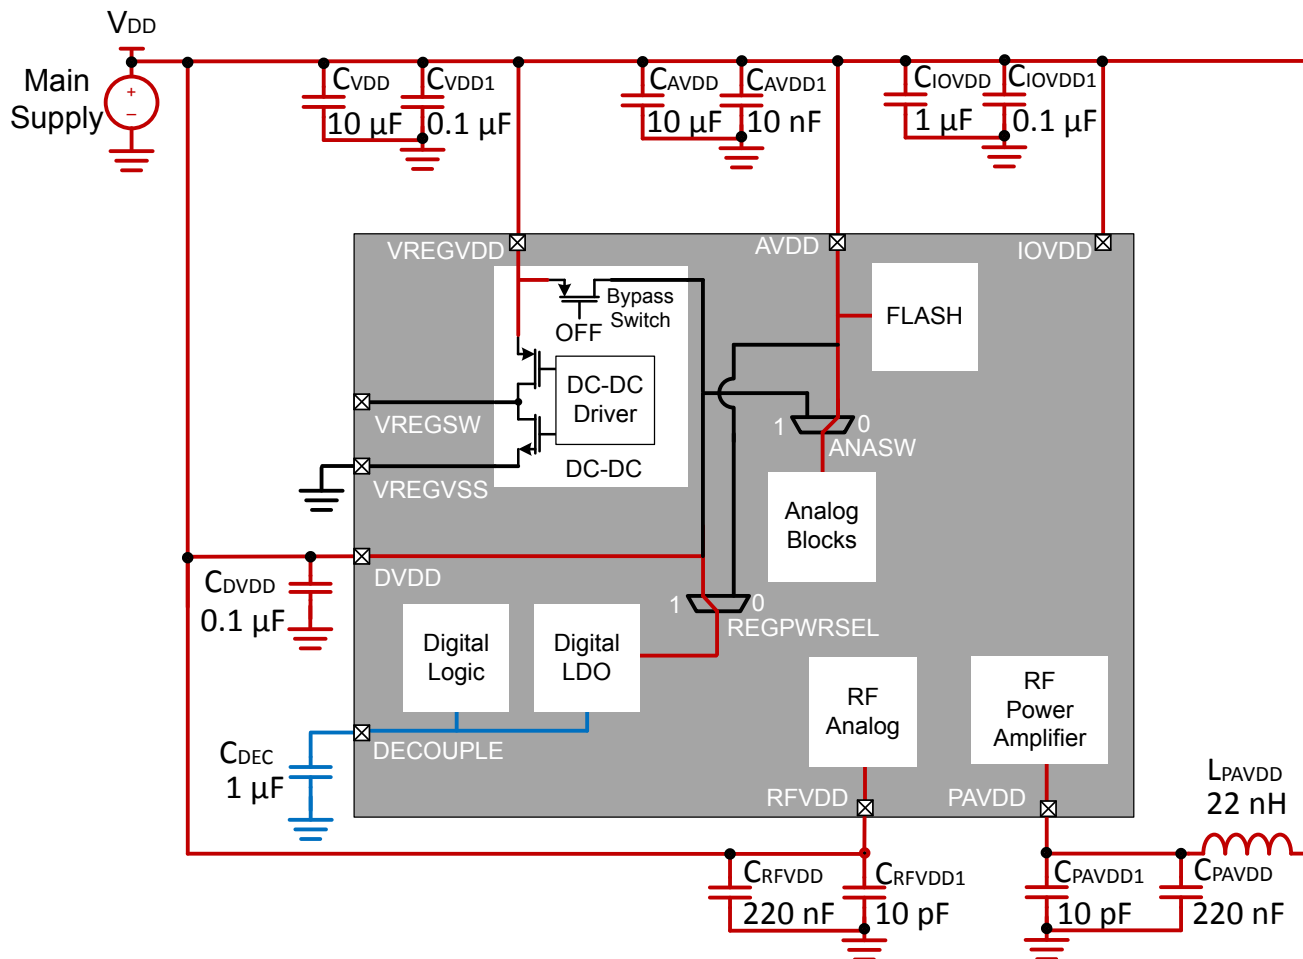 VDD
Main
Supply
+
−
CVDD
10 µF
CVDD1
0.1 µF
CAVDD
10 µF
CAVDD1
10 nF
CIOVDD
1 µF
CIOVDD1
0.1 µF
VREGVDD
AVDD
IOVDD
Bypass
Switch
OFF
FLASH
DC-DC
Driver
DC-DC
VREGSW
VREGVSS
1
0
ANASW
Analog
Blocks
DVDD
CDVDD
0.1 µF
1
0
REGPWRSEL
Digital
Logic
Digital
LDO
DECOUPLE
CDEC
1 µF
RF
Analog
RF
Power
Amplifier
RFVDD
PAVDD
LPAVDD
22 nH
CRFVDD
220 nF
CRFVDD1
10 pF
CPAVDD1
10 pF
CPAVDD
220 nF